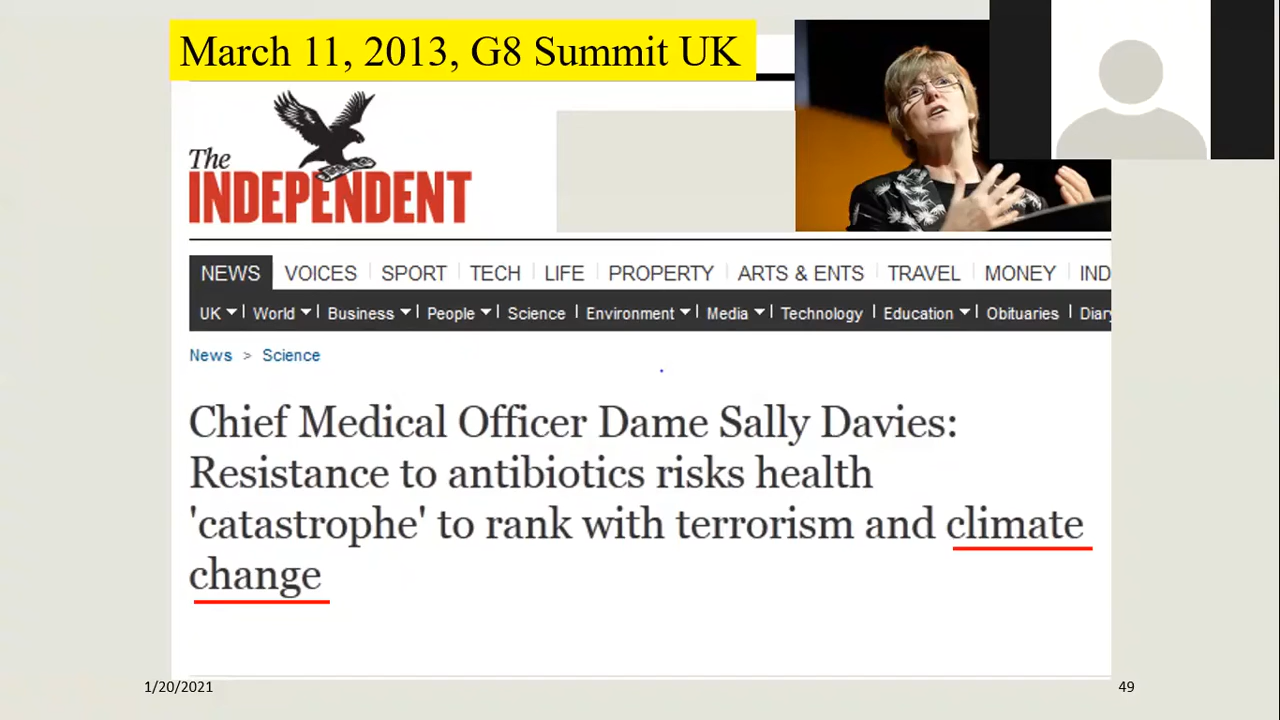 March 11, 2013, G8 Summit UK
The
INDEPENDENT
NEWS VOICES SPORT TECH LIFE PROPERTY ARTS & ENTS TRAVEL MONEY IND
UK World Business People Science Environment Media Technology Education Obituaries Diary
News > Science
Chief Medical Officer Dame Sally Davies:
Resistance to antibiotics risks health
'catastrophe' to rank with terrorism and climate
change
1/20/2021
49